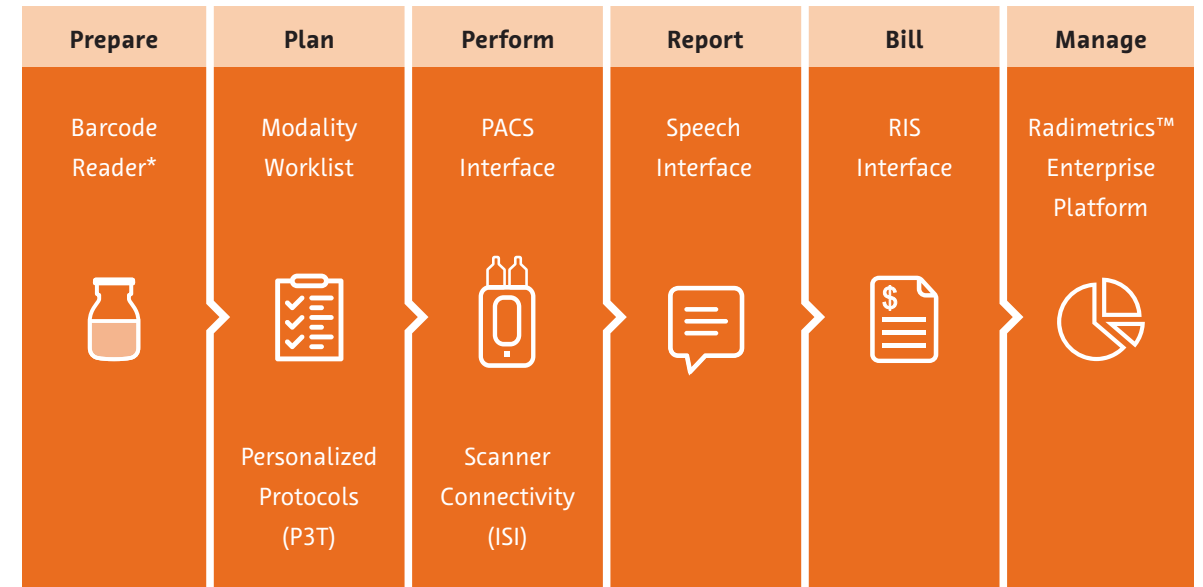 Prepare
Barcode
Reader*
Plan
Modality
Worklist
Personalized
Protocols
(P3T)
Perform
PACS
Interface
Scanner
Connectivity
(ISI)
Report
Speech
Interface
Bill
RIS
Interface
$
Manage
Radimetrics™
Enterprise
Platform